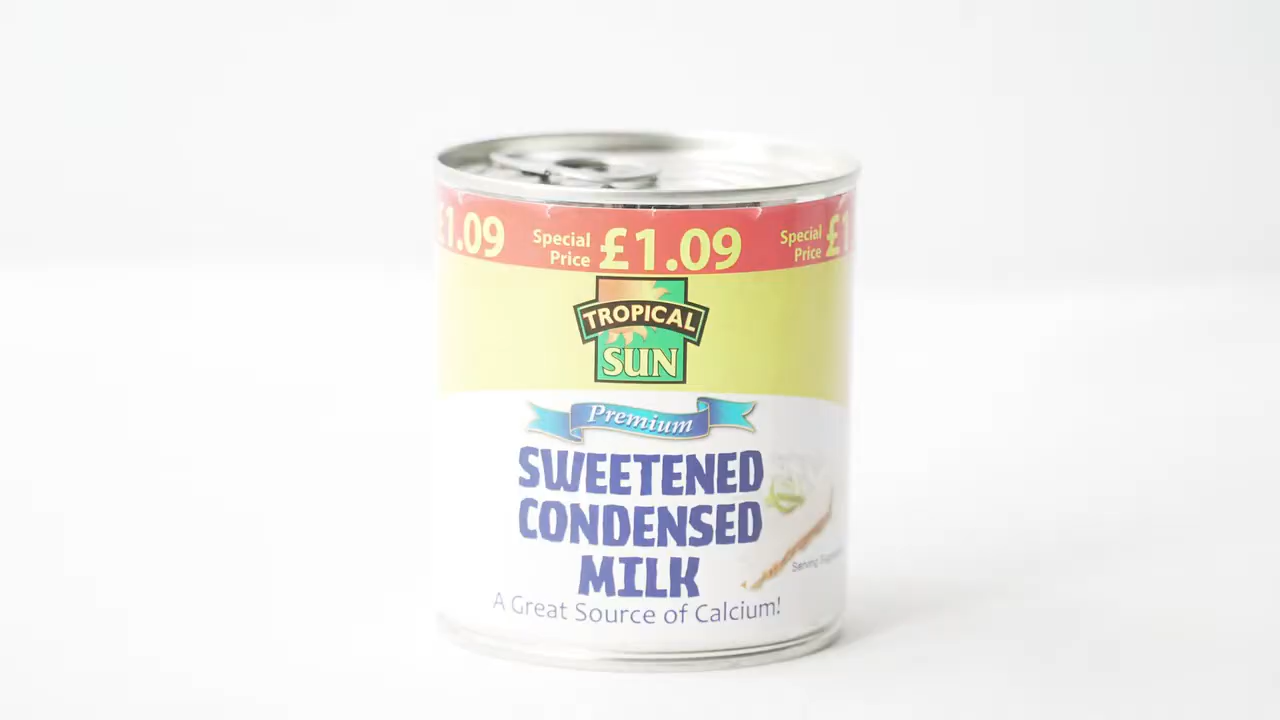 £1.09
Special Price £1.09
Special Price £1
TROPICAL
SUN
Premium
SWEETENED
CONDENSED
MILK
Serving
A Great Source of Calcium!